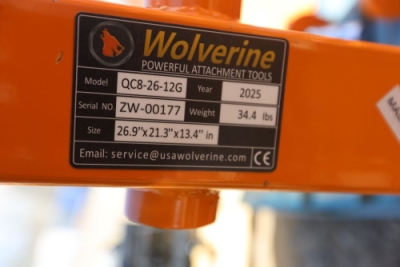 Wolverine
POWERFUL ATTACHMENT TOOLS
Model QC8-26-12G Year 2025
Serial NO. ZW-00177 Weight 34.4 lbs
Size 26.9"x21.3"x13.4" in
Email: service@usawolverine.com CE